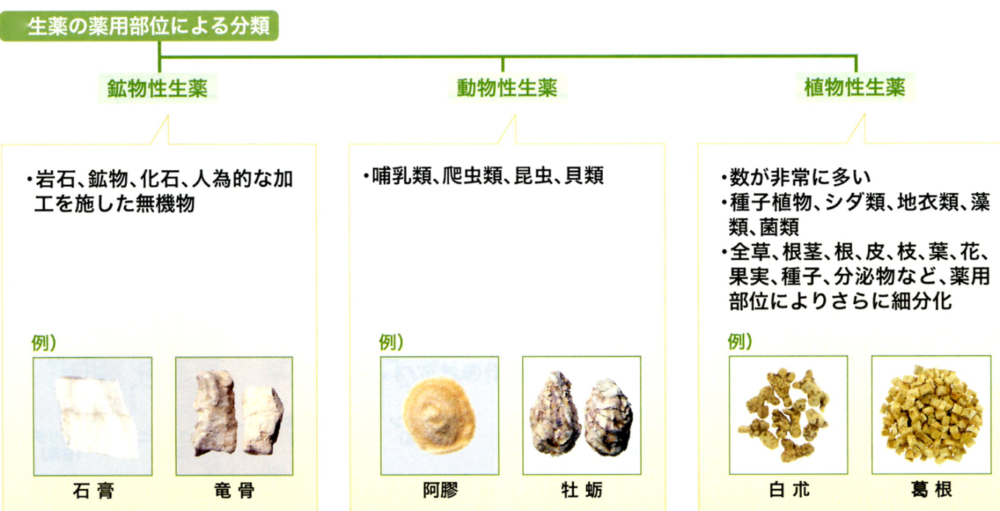 生薬の薬用部位による分類
鉱物性生薬
・岩石、鉱物、化石、人為的な加
工を施した無機物
例）
石膏
竜骨
動物性生薬
・哺乳類、爬虫類、昆虫、貝類
例）
阿膠
牡蛎
植物性生薬
・数が非常に多い
・種子植物、シダ類、地衣類、藻
類、菌類
・全草、根茎、根、皮、枝、葉、花、
果実、種子、分泌物など、薬用
部位によりさらに細分化
例）
白朮
葛根